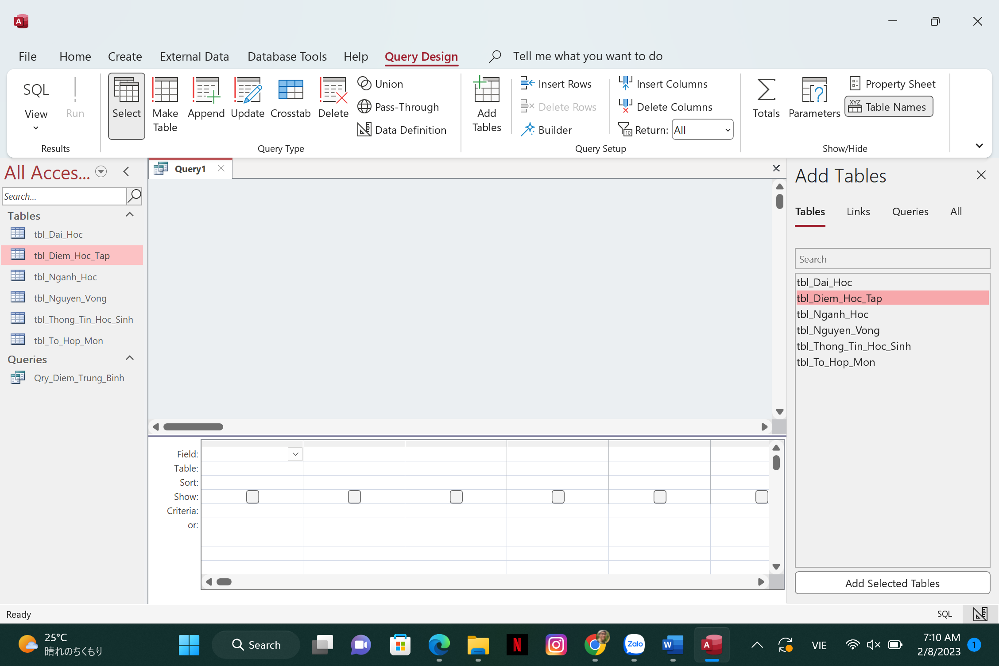 File Home Create External Data Database Tools Help Query Design Tell me what you want to do
SQL
View
Run
Results
Select
Make
Table
Append
Update
Crosstab
Delete
Union
Pass-Through
Data Definition
Query Type
Add
Tables
Insert Rows
Delete Rows
Builder
Insert Columns
Delete Columns
10
Return: All
Query Setup
Totals
Parameters
Property Sheet
XYZ
Table Names
Show/Hide
All Acces...
Search...
Tables
tbl_Dai_Hoc
tbl_Diem_Hoc_Tap
tbl_Nganh_Hoc
tbl_Nguyen_Vong
tbl_Thong_Tin_Hoc_Sinh
tbl_To_Hop_Mon
Queries
Qry_Diem_Trung_Binh
Query1
Field:
Table:
Sort:
Show:
Criteria:
or:
Add Tables
Tables Links Queries All
Search
tbl_Dai_Hoc
tbl_Diem_Hoc_Tap
tbl_Nganh_Hoc
tbl_Nguyen_Vong
tbl_Thong_Tin_Hoc_Sinh
tbl_To_Hop_Mon
Add Selected Tables
Ready
SQL
25°C
晴れのちくもり
Search
Zalo
VIE
7:10 AM
2/8/2023
1